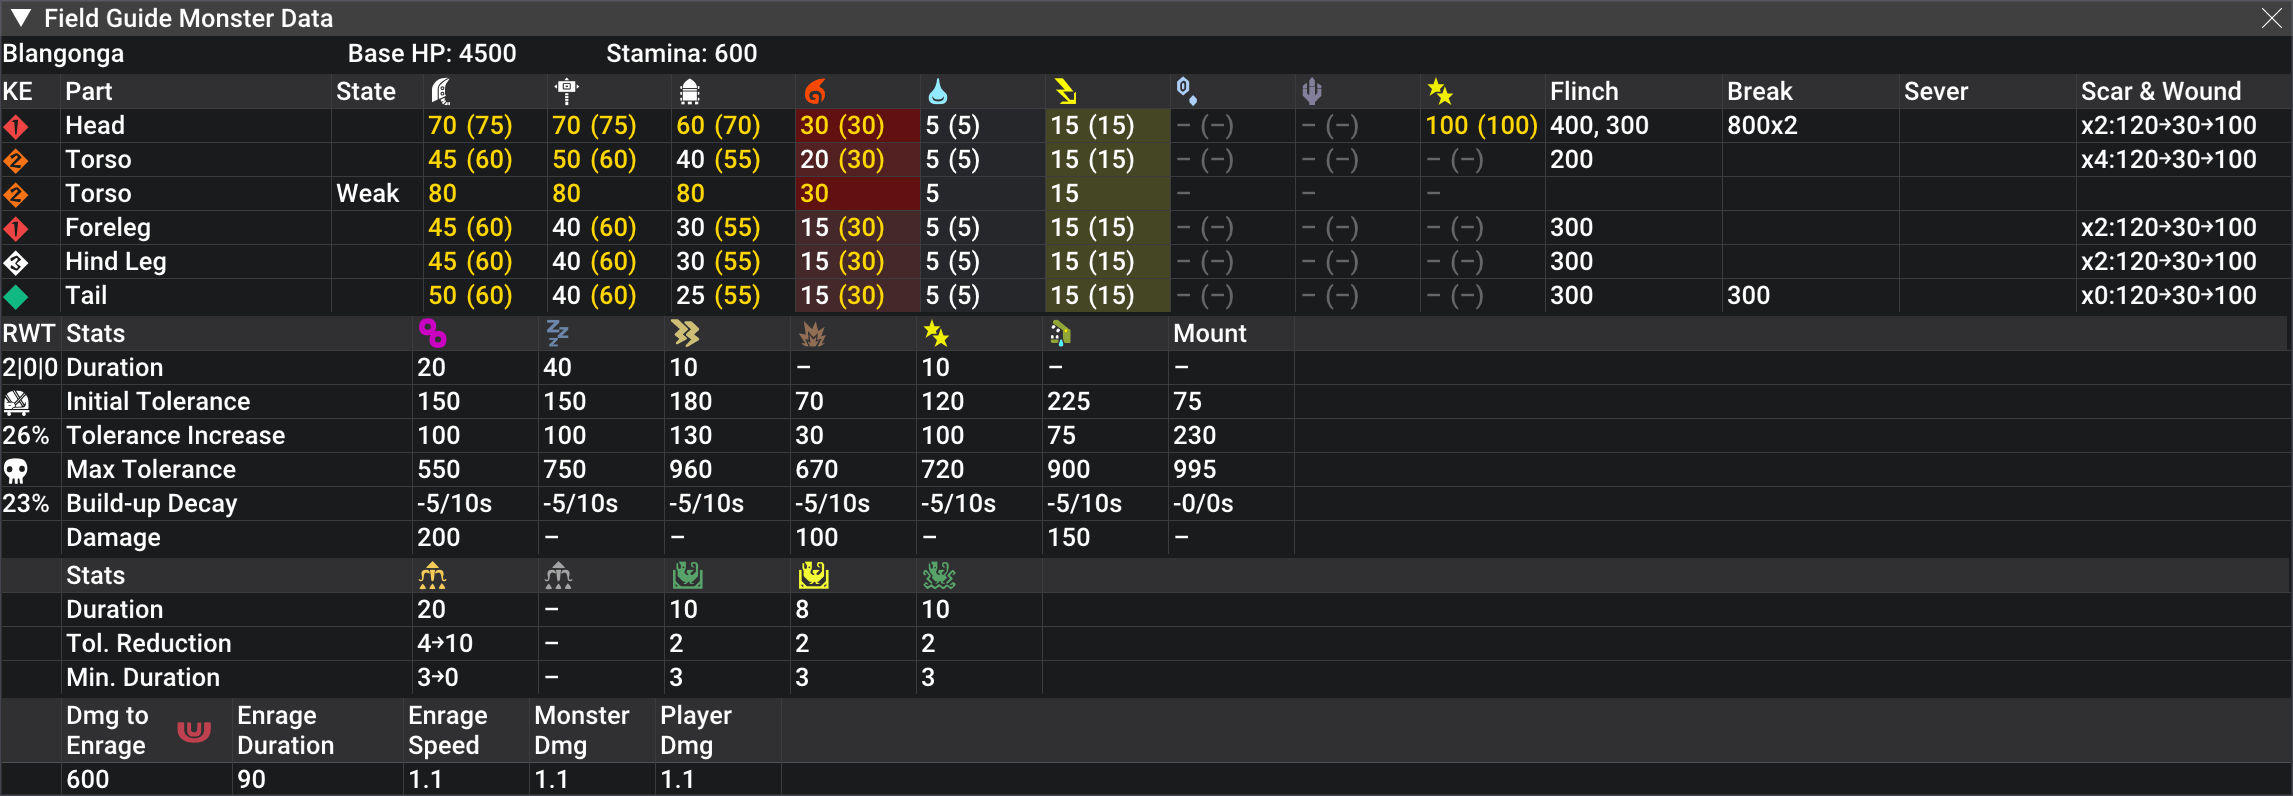 Field Guide Monster Data
Blangonga Base HP: 4500 Stamina: 600
KE Part State Flinch Break Sever Scar & Wound
1 Head 70 (75) 70 (75) 60 (70) 30 (30) 5 (5) 15 (15) – (–) – (–) 100 (100) 400, 300 800x2 x2:120→30→100
2 Torso 45 (60) 50 (60) 40 (55) 20 (30) 5 (5) 15 (15) – (–) – (–) – (–) 200 x4:120→30→100
2 Torso Weak 80 80 80 30 5 15 – – –
1 Foreleg 45 (60) 40 (60) 30 (55) 15 (30) 5 (5) 15 (15) – (–) – (–) – (–) 300 x2:120→30→100
3 Hind Leg 45 (60) 40 (60) 30 (55) 15 (30) 5 (5) 15 (15) – (–) – (–) – (–) 300 x2:120→30→100
Tail 50 (60) 40 (60) 25 (55) 15 (30) 5 (5) 15 (15) – (–) – (–) – (–) 300 300 x0:120→30→100
RWT Stats Mount
2|0|0 Duration 20 40 10 – 10 – –
Initial Tolerance 150 150 180 70 120 225 75
26% Tolerance Increase 100 100 130 30 100 75 230
Max Tolerance 550 750 960 670 720 900 995
23% Build-up Decay -5/10s -5/10s -5/10s -5/10s -5/10s -5/10s -0/0s
Damage 200 – – 100 – 150 –
Stats
Duration 20 – 10 8 10
Tol. Reduction 4→10 – 2 2 2
Min. Duration 3→0 – 3 3 3
Dmg to Enrage Enrage Monster Player
Enrage Duration Speed Dmg Dmg
600 90 1.1 1.1 1.1